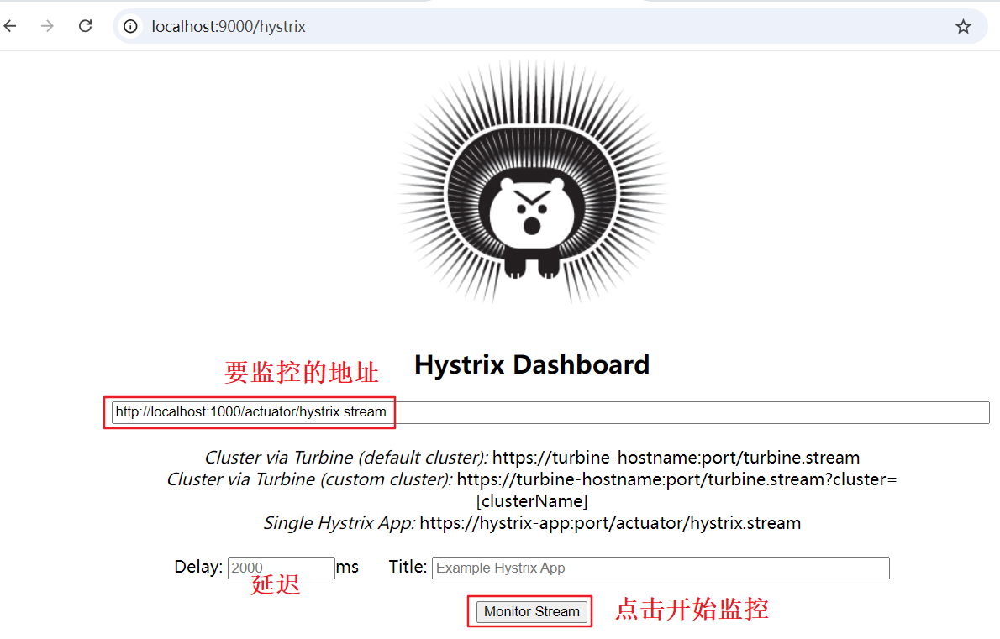 localhost:9000/hystrix
要监控的地址
Hystrix Dashboard
http://localhost:1000/actuator/hystrix.stream
Cluster via Turbine (default cluster): https://turbine-hostname:port/turbine.stream
Cluster via Turbine (custom cluster): https://turbine-hostname:port/turbine.stream?cluster=
[clusterName]
Single Hystrix App: https://hystrix-app:port/actuator/hystrix.stream
Delay: 2000 ms Title: Example Hystrix App
延迟
Monitor Stream 点击开始监控